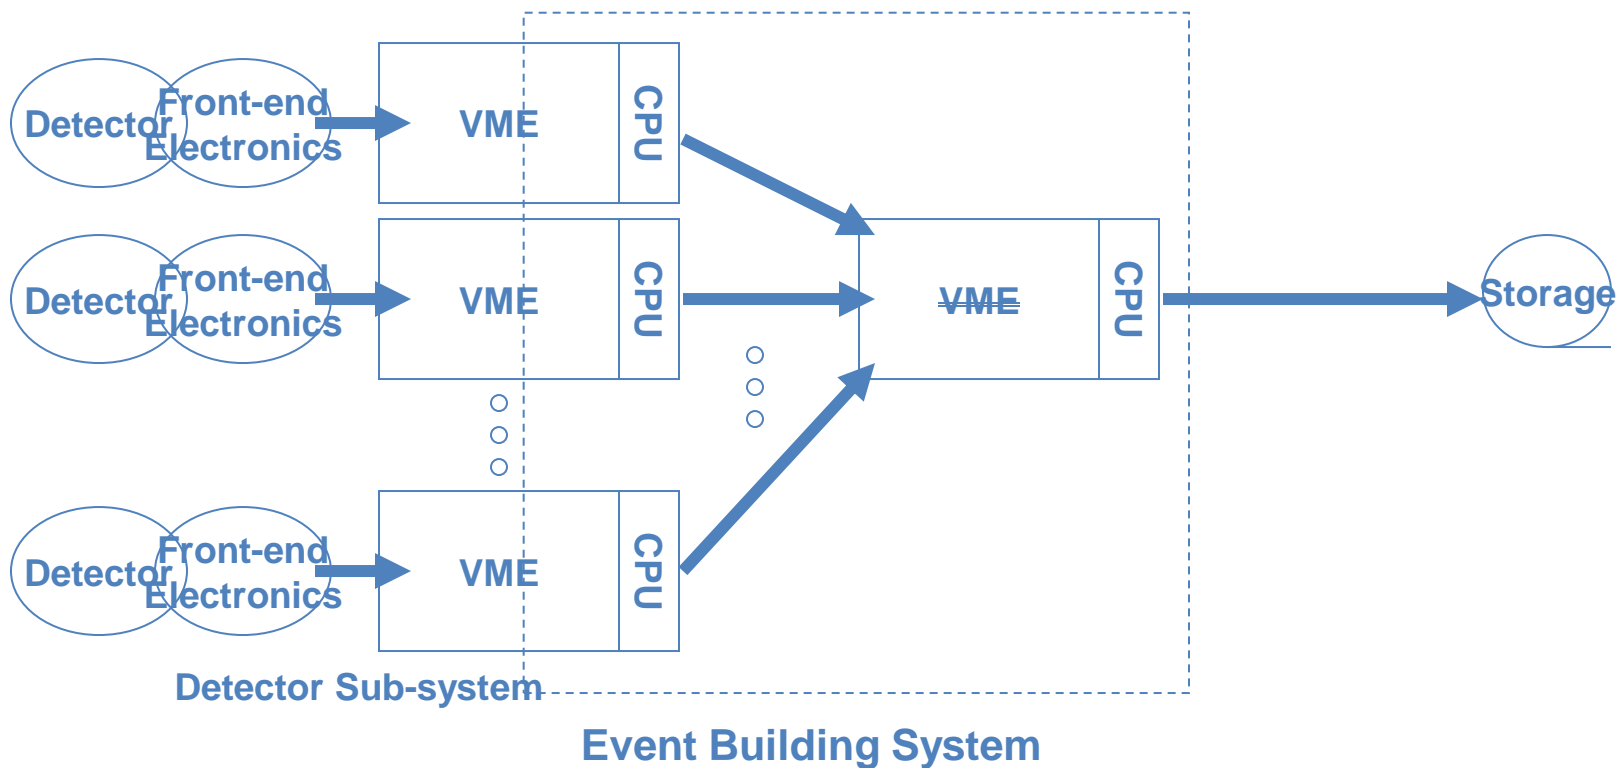 Detector
Front-end
Electronics
VME
CPU
Detector
Front-end
Electronics
VME
CPU
VME
CPU
Storage
Detector
Front-end
Electronics
VME
CPU
Detector Sub-system
Event Building System